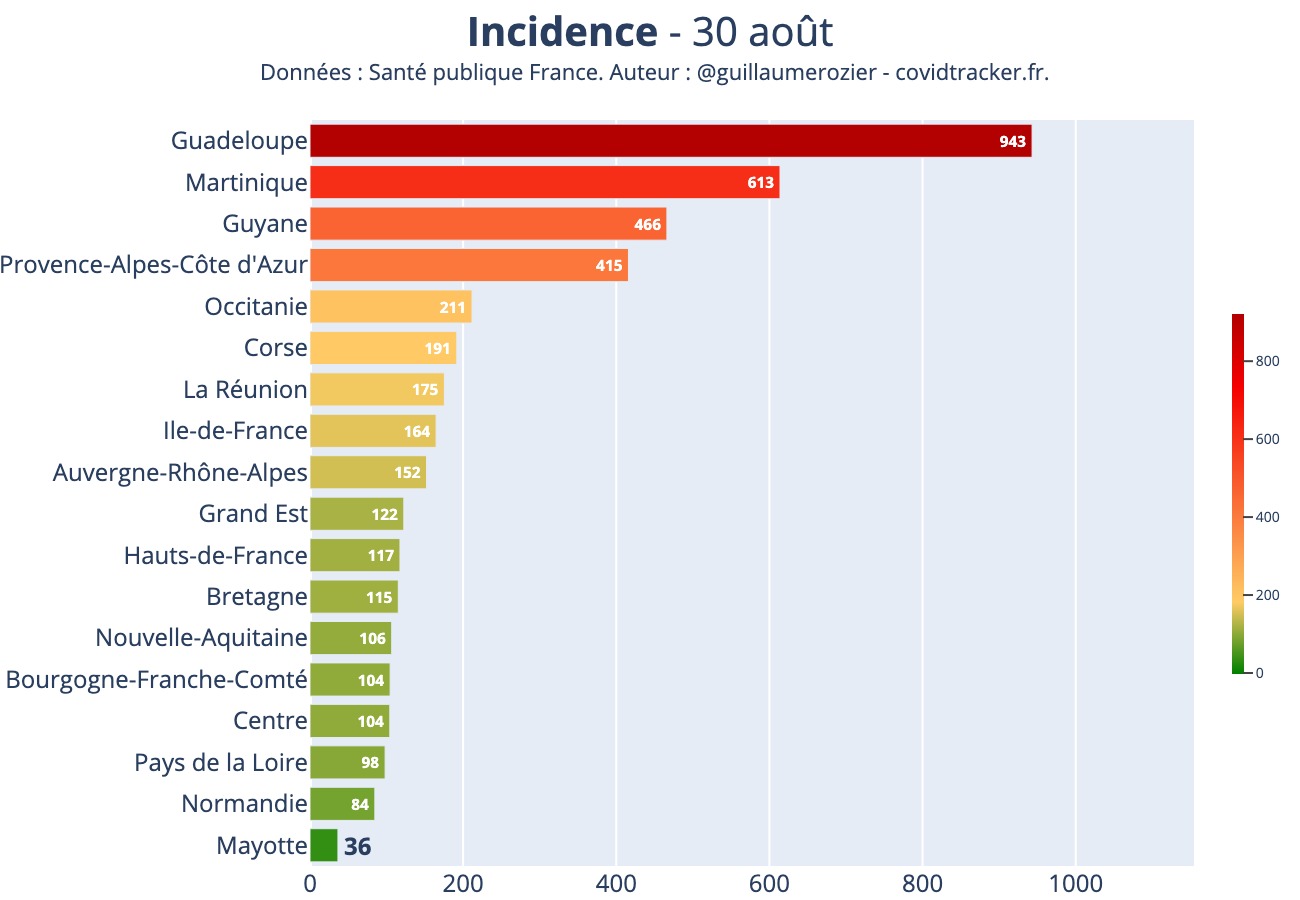 Incidence - 30 août
Données : Santé publique France. Auteur : @guillaumerozier - covidtracker.fr.
Guadeloupe 943
Martinique 613
Guyane 466
Provence-Alpes-Côte d'Azur 415
Occitanie 211
Corse 191
La Réunion 175
Ile-de-France 164
Auvergne-Rhône-Alpes 152
Grand Est 122
Hauts-de-France 117
Bretagne 115
Nouvelle-Aquitaine 106
Bourgogne-Franche-Comté 104
Centre 104
Pays de la Loire 98
Normandie 84
Mayotte 36
0 200 400 600 800 1000
800
600
400
200
0